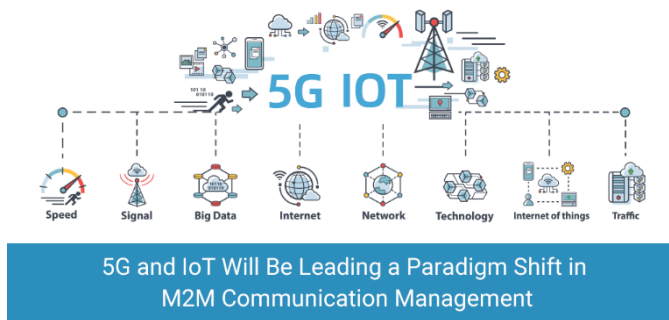 101 10
010110
5G IOT
Speed
Signal
Big Data
Internet
Network
Technology
Internet of things
Traffic
5G and IoT Will Be Leading a Paradigm Shift in
M2M Communication Management